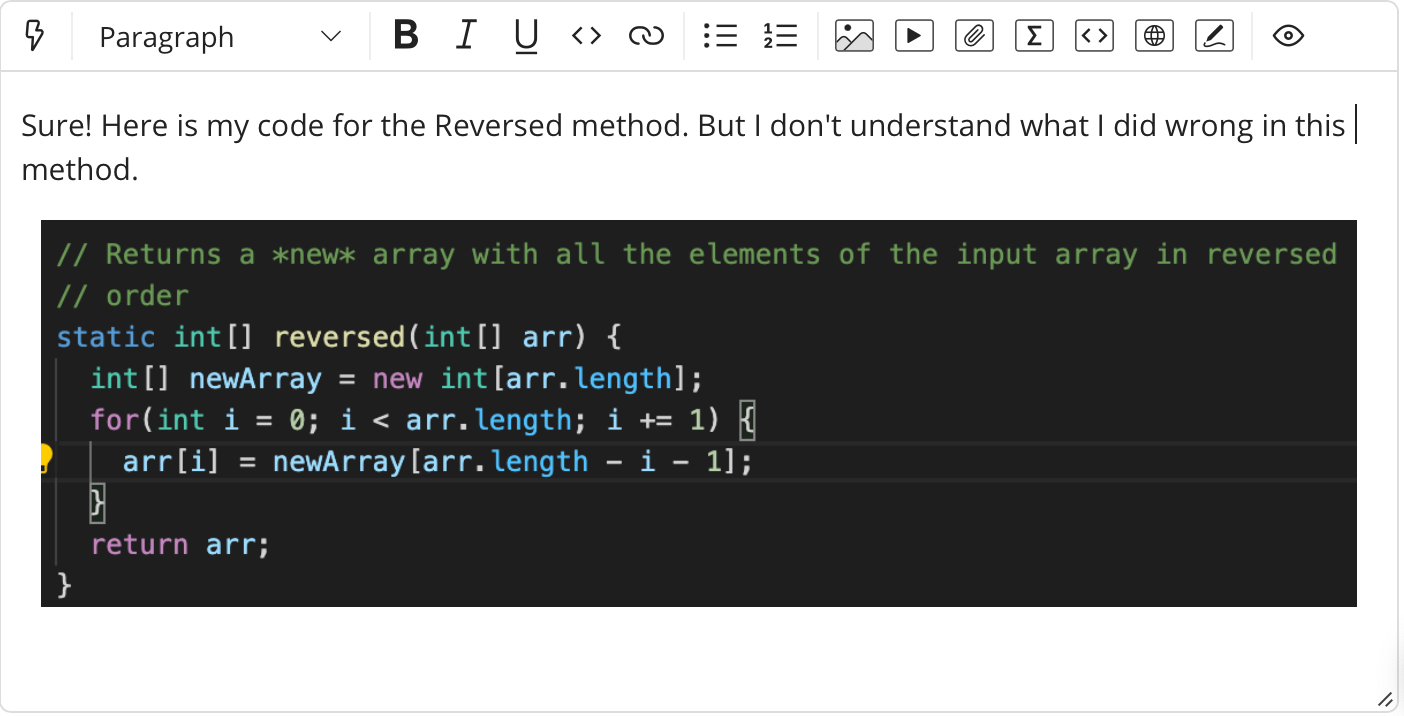 Paragraph B I U
Sure! Here is my code for the Reversed method. But I don't understand what I did wrong in this
method.
// Returns a *new* array with all the elements of the input array in reversed
// order
static int[] reversed(int[] arr) {
int[] newArray = new int[arr.length];
for(int i = 0; i < arr.length; i += 1) {
arr[i] = newArray[arr.length - i - 1];
}
return arr;
}